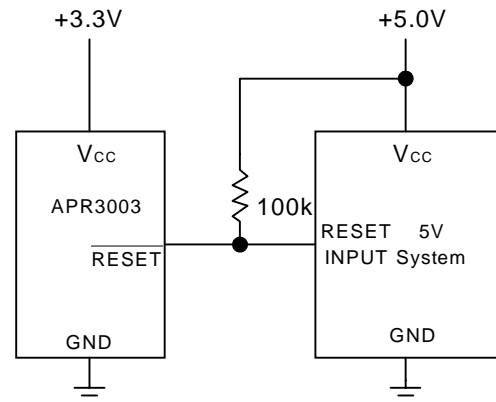 +3.3V
+5.0V
VCC
VCC
APR3003
100k
RESET 5V
RESET
INPUT System
GND
GND